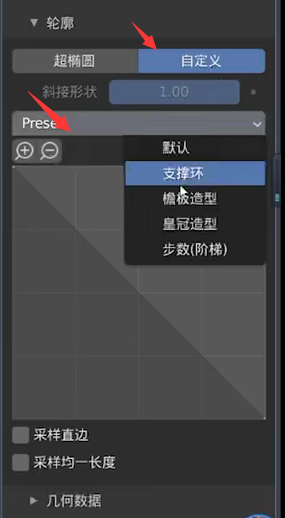 轮廓
超椭圆 自定义
斜接形状 1.00
Prese
默认
支撑环
檐板造型
皇冠造型
步数(阶梯)
采样直边
采样均一长度
几何数据